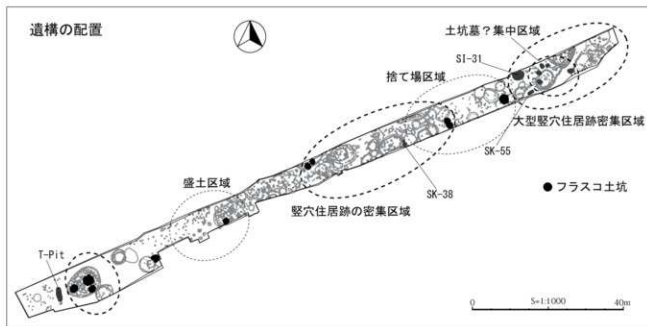 遺構の配置
土坑墓？集中区域
SI-31
捨て場区域
大型竪穴住居跡密集区域
SK-55
フラスコ土坑
盛土区域
SK-38
竪穴住居跡の密集区域
T-Pit
S=1:1000
0 40m